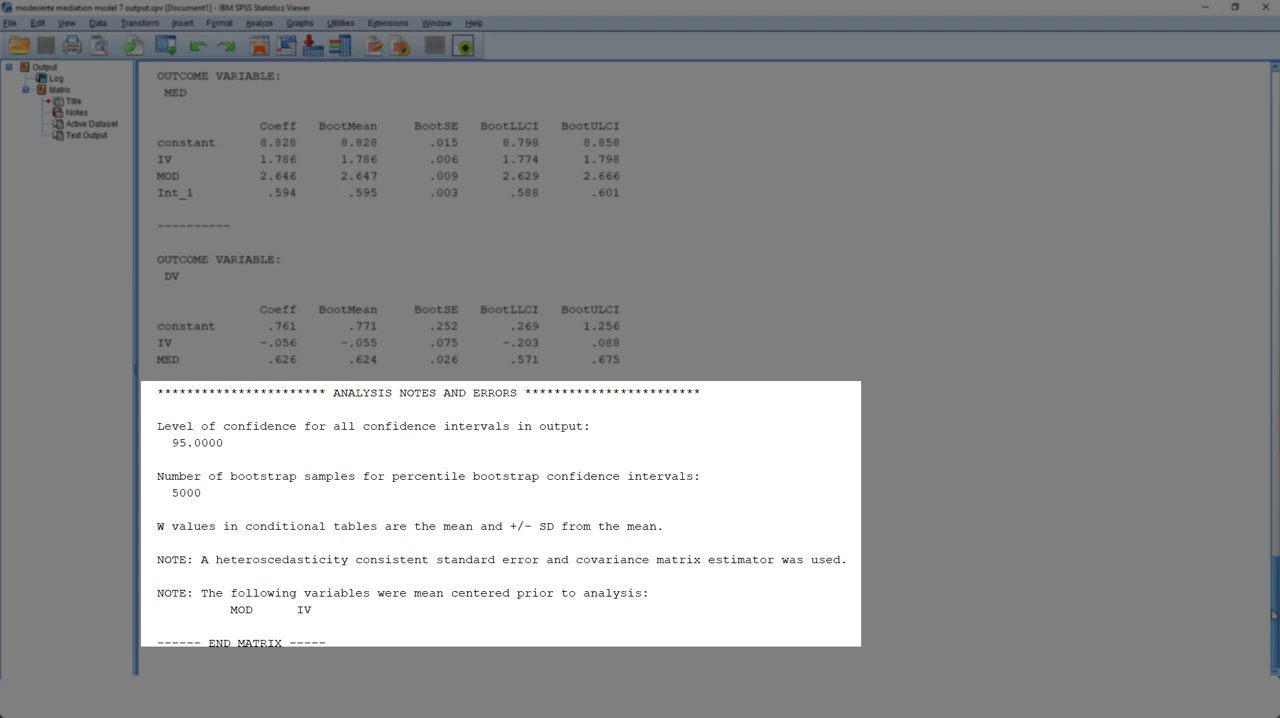 moderierte mediation model 7 output.spv [Document1] - IBM SPSS Statistics Viewer
File Edit View Data Transform Insert Format Analyze Graphs Utilities Extensions Window Help
Output
Log
Matrix
Title
Notes
Active Dataset
Text Output
OUTCOME VARIABLE:
MED
Coeff BootMean BootSE BootLLCI BootULCI
constant 8.828 8.828 .015 8.798 8.858
IV 1.786 1.786 .006 1.774 1.798
MOD 2.646 2.647 .009 2.629 2.666
Int_1 .594 .595 .003 .588 .601
----------
OUTCOME VARIABLE:
DV
Coeff BootMean BootSE BootLLCI BootULCI
constant .761 .771 .252 .269 1.256
IV -.056 -.055 .075 -.203 .088
MED .626 .624 .026 .571 .675
*********************** ANALYSIS NOTES AND ERRORS ************************
Level of confidence for all confidence intervals in output:
95.0000
Number of bootstrap samples for percentile bootstrap confidence intervals:
5000
W values in conditional tables are the mean and +/- SD from the mean.
NOTE: A heteroscedasticity consistent standard error and covariance matrix estimator was used.
NOTE: The following variables were mean centered prior to analysis:
MOD IV
------ END MATRIX -----